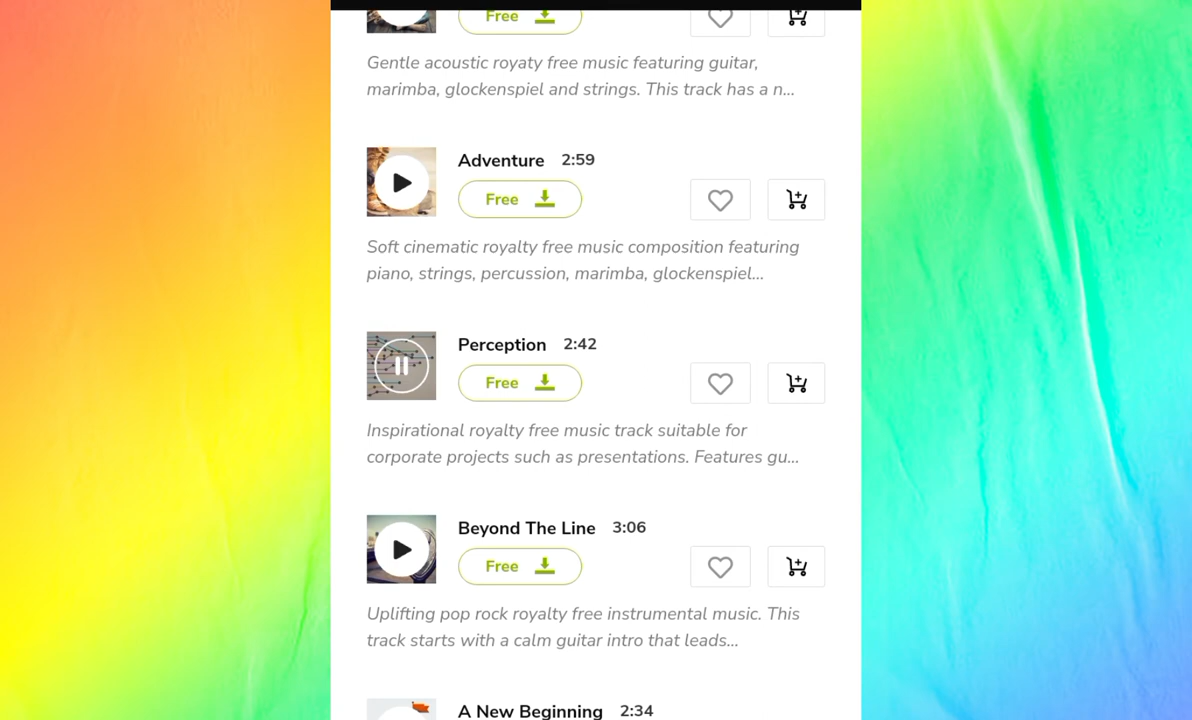 Free
Gentle acoustic royaty free music featuring guitar,
marimba, glockenspiel and strings. This track has a n...
Adventure 2:59
Free
Soft cinematic royalty free music composition featuring
piano, strings, percussion, marimba, glockenspiel...
Perception 2:42
Free
Inspirational royalty free music track suitable for
corporate projects such as presentations. Features gu...
Beyond The Line 3:06
Free
Uplifting pop rock royalty free instrumental music. This
track starts with a calm guitar intro that leads...
A New Beginning 2:34